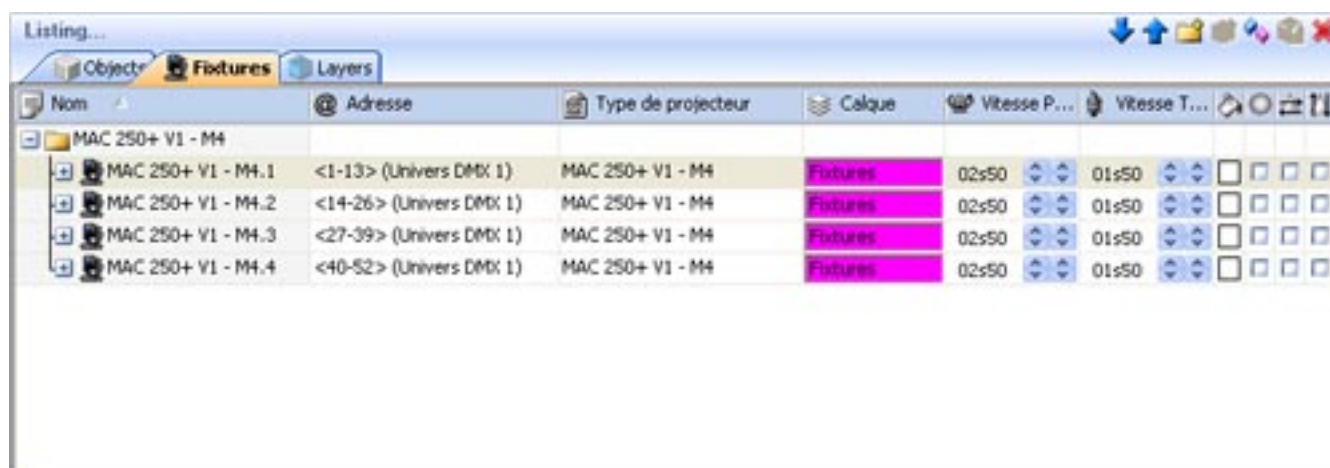 Listing...
Objects Fixtures Layers
Nom Adresse Type de projecteur Calque Vitesse P... Vitesse T...
MAC 250+ V1 - M4
MAC 250+ V1 - M4.1 <1-13> (Univers DMX 1) MAC 250+ V1 - M4 Fixtures 02s50 01s50
MAC 250+ V1 - M4.2 <14-26> (Univers DMX 1) MAC 250+ V1 - M4 Fixtures 02s50 01s50
MAC 250+ V1 - M4.3 <27-39> (Univers DMX 1) MAC 250+ V1 - M4 Fixtures 02s50 01s50
MAC 250+ V1 - M4.4 <40-52> (Univers DMX 1) MAC 250+ V1 - M4 Fixtures 02s50 01s50